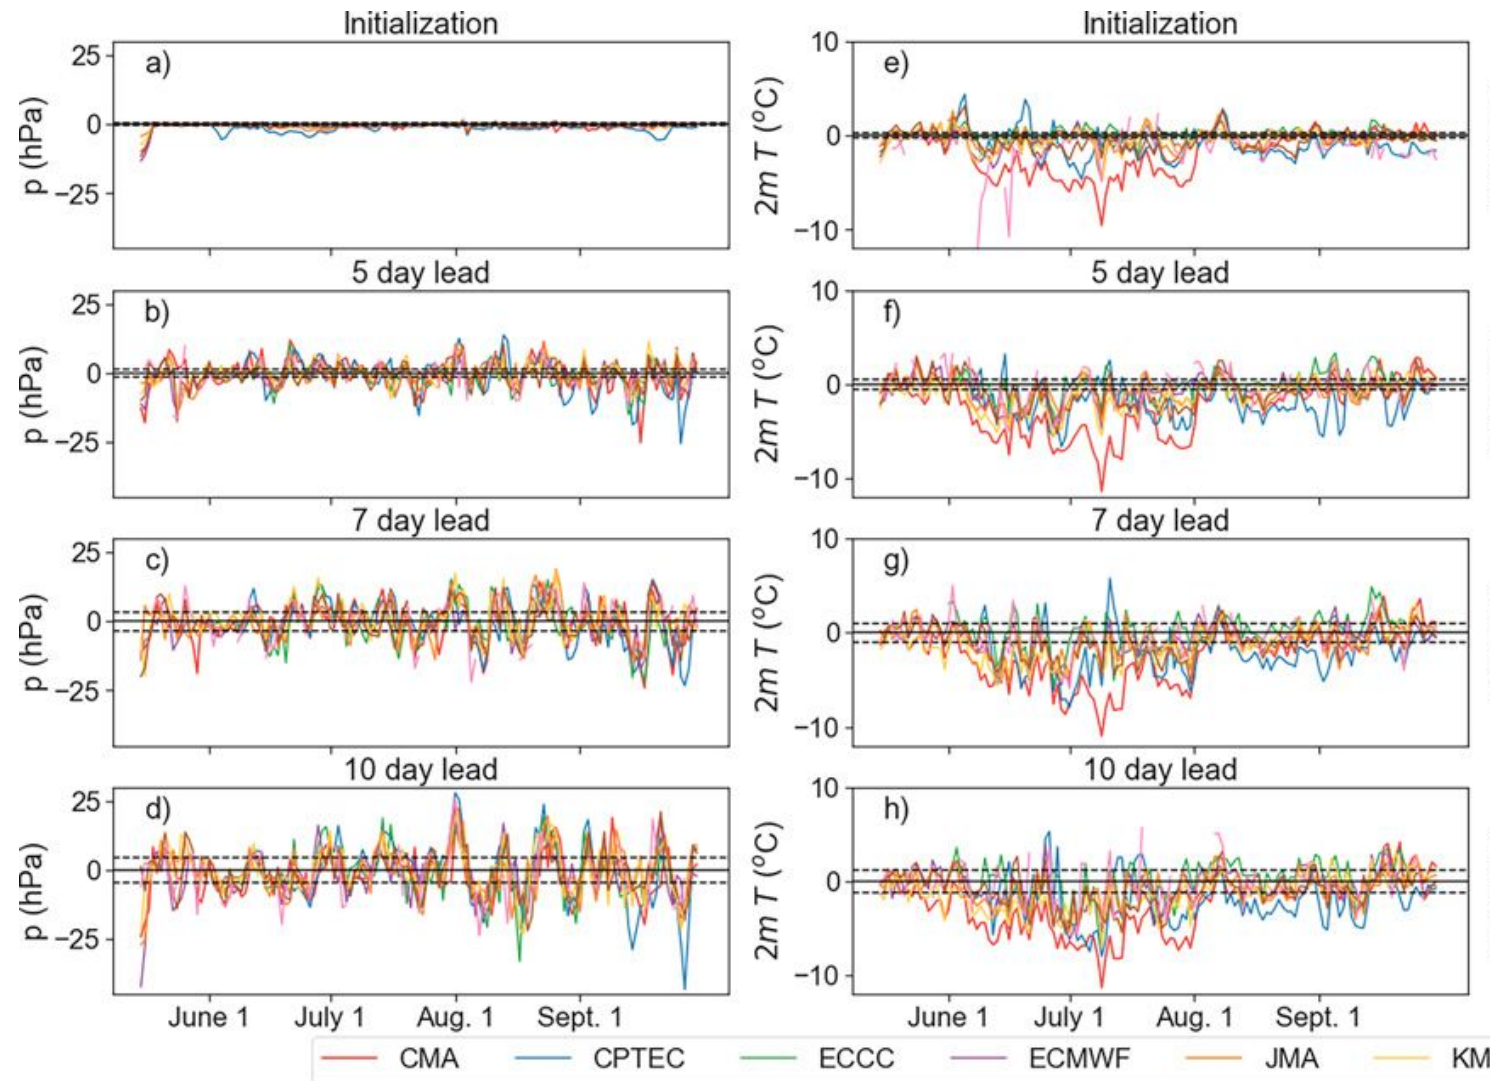 Initialization
25
0
−25
p (hPa)
a)
Initialization
10
0
−10
2m T (°C)
e)
5 day lead
25
0
−25
p (hPa)
b)
5 day lead
10
0
−10
2m T (°C)
f)
7 day lead
25
0
−25
p (hPa)
c)
7 day lead
10
0
−10
2m T (°C)
g)
10 day lead
25
0
−25
p (hPa)
d)
10 day lead
10
0
−10
2m T (°C)
h)
June 1 July 1 Aug. 1 Sept. 1
June 1 July 1 Aug. 1 Sept. 1
CMA CPTEC ECCC ECMWF JMA KM